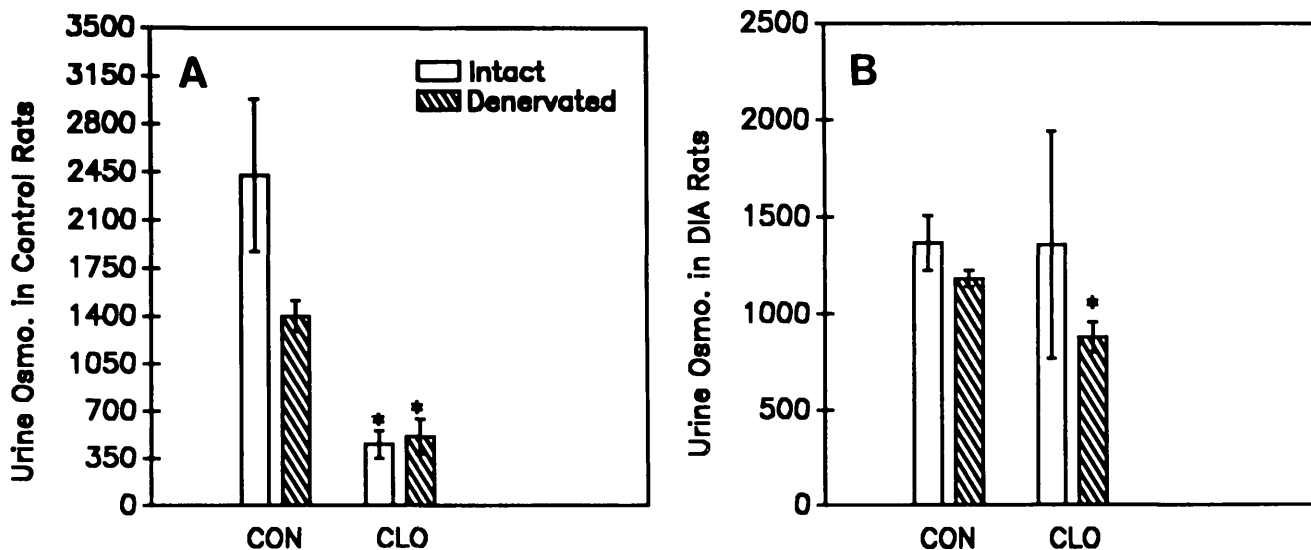 Urine Osmo. in Control Rats
3500
3150
2800
2450
2100
1750
1400
1050
700
350
0
A
Intact
Denervated
*
*
CON CLO
Urine Osmo. in DIA Rats
2500
2000
1500
1000
500
0
B
*
CON CLO